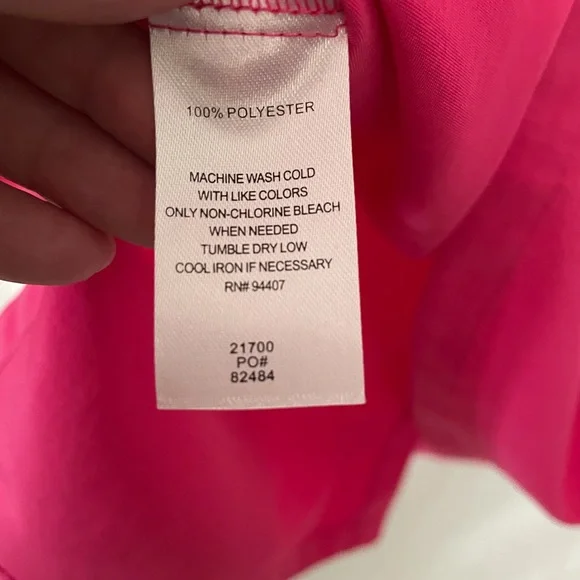 100% POLYESTER
MACHINE WASH COLD
WITH LIKE COLORS
ONLY NON-CHLORINE BLEACH
WHEN NEEDED
TUMBLE DRY LOW
COOL IRON IF NECESSARY
RN# 94407
21700
PO#
82484